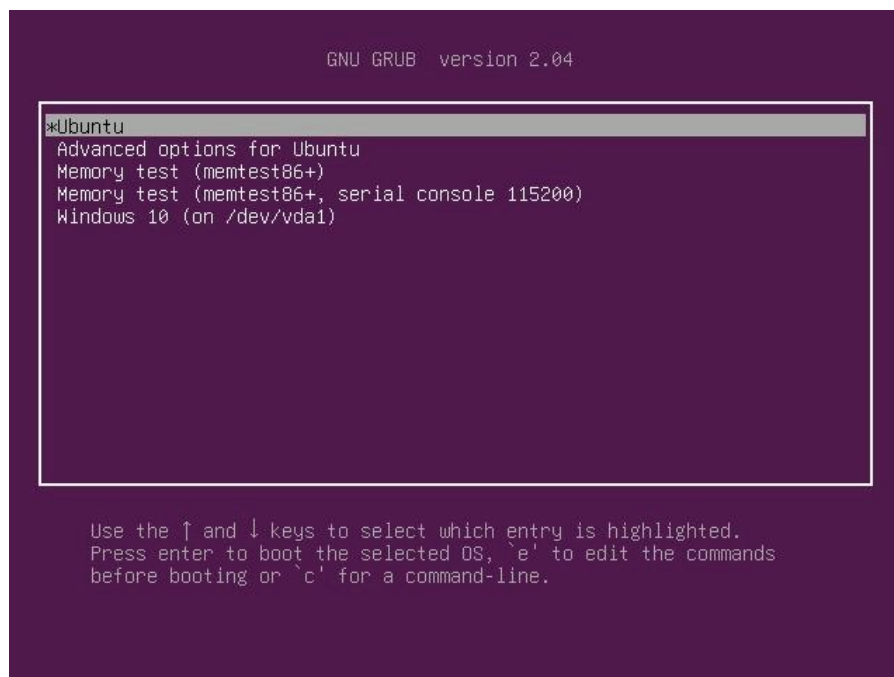 GNU GRUB  version 2.04
*Ubuntu
Advanced options for Ubuntu
Memory test (memtest86+)
Memory test (memtest86+, serial console 115200)
Windows 10 (on /dev/vda1)
Use the ↑ and ↓ keys to select which entry is highlighted.
Press enter to boot the selected OS, `e' to edit the commands
before booting or `c' for a command-line.